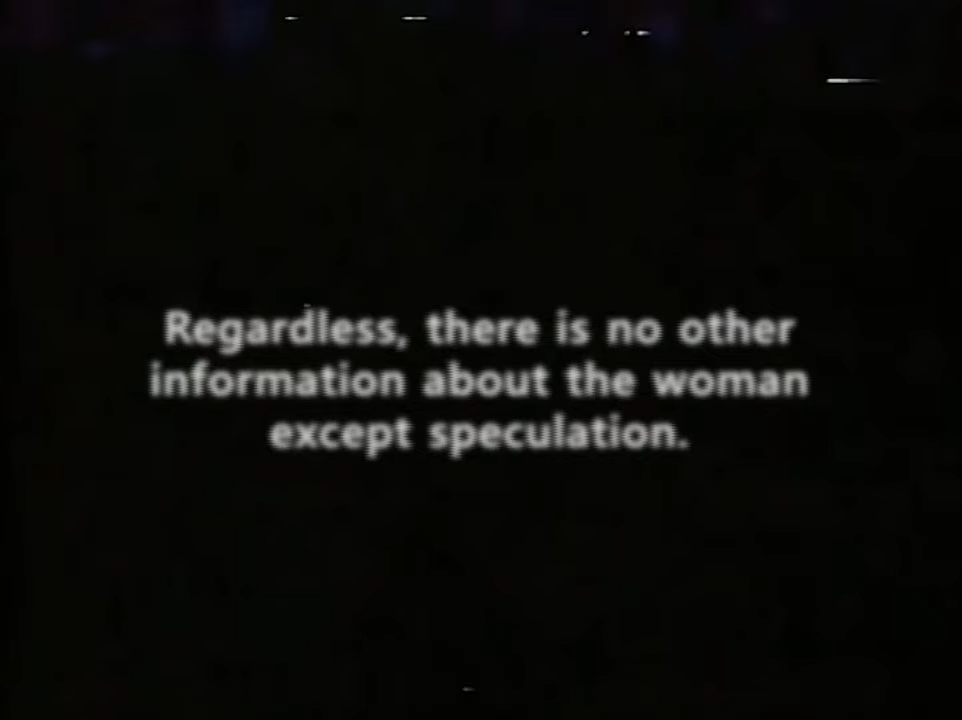 Regardless, there is no other
information about the woman
except speculation.